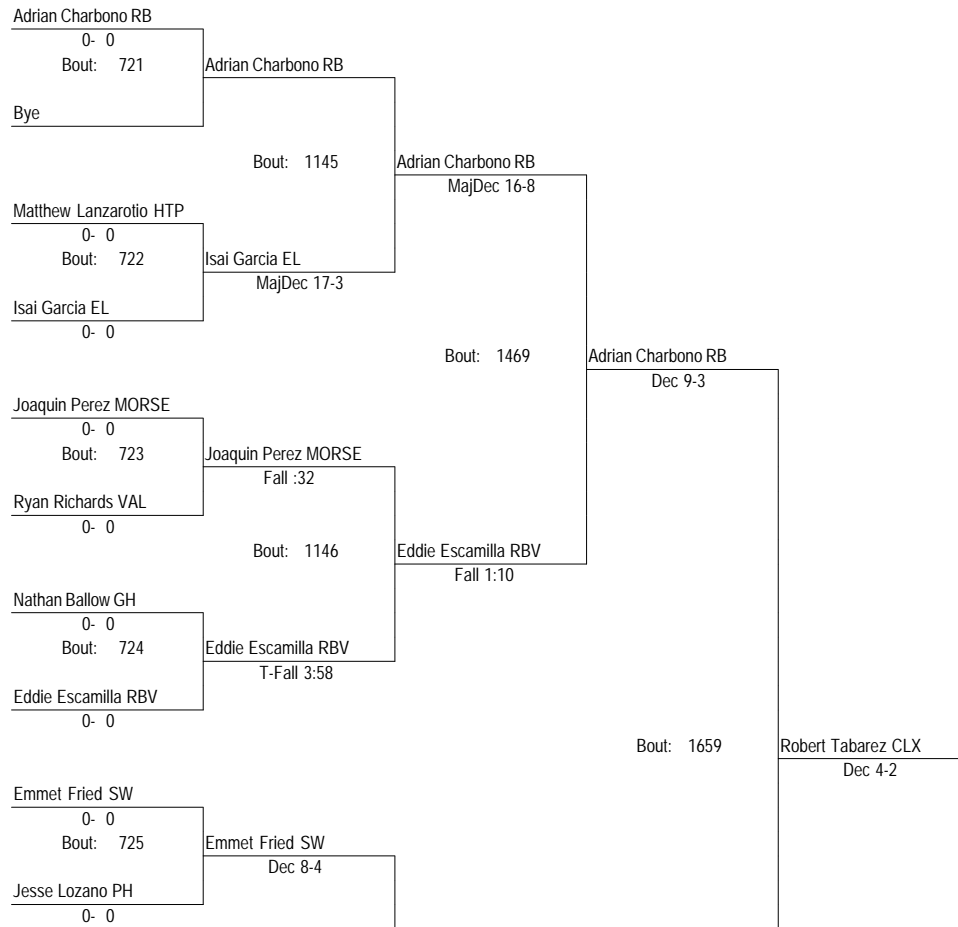 Adrian Charbono RB
0- 0
Bout: 721
Adrian Charbono RB
Bye
Bout: 1145
Adrian Charbono RB
MajDec 16-8
Matthew Lanzarotio HTP
0- 0
Bout: 722
Isai Garcia EL
MajDec 17-3
Isai Garcia EL
0- 0
Bout: 1469
Adrian Charbono RB
Dec 9-3
Joaquin Perez MORSE
0- 0
Bout: 723
Joaquin Perez MORSE
Fall :32
Ryan Richards VAL
0- 0
Bout: 1146
Eddie Escamilla RBV
Fall 1:10
Nathan Ballow GH
0- 0
Bout: 724
Eddie Escamilla RBV
T-Fall 3:58
Eddie Escamilla RBV
0- 0
Bout: 1659
Robert Tabarez CLX
Dec 4-2
Emmet Fried SW
0- 0
Bout: 725
Emmet Fried SW
Dec 8-4
Jesse Lozano PH
0- 0